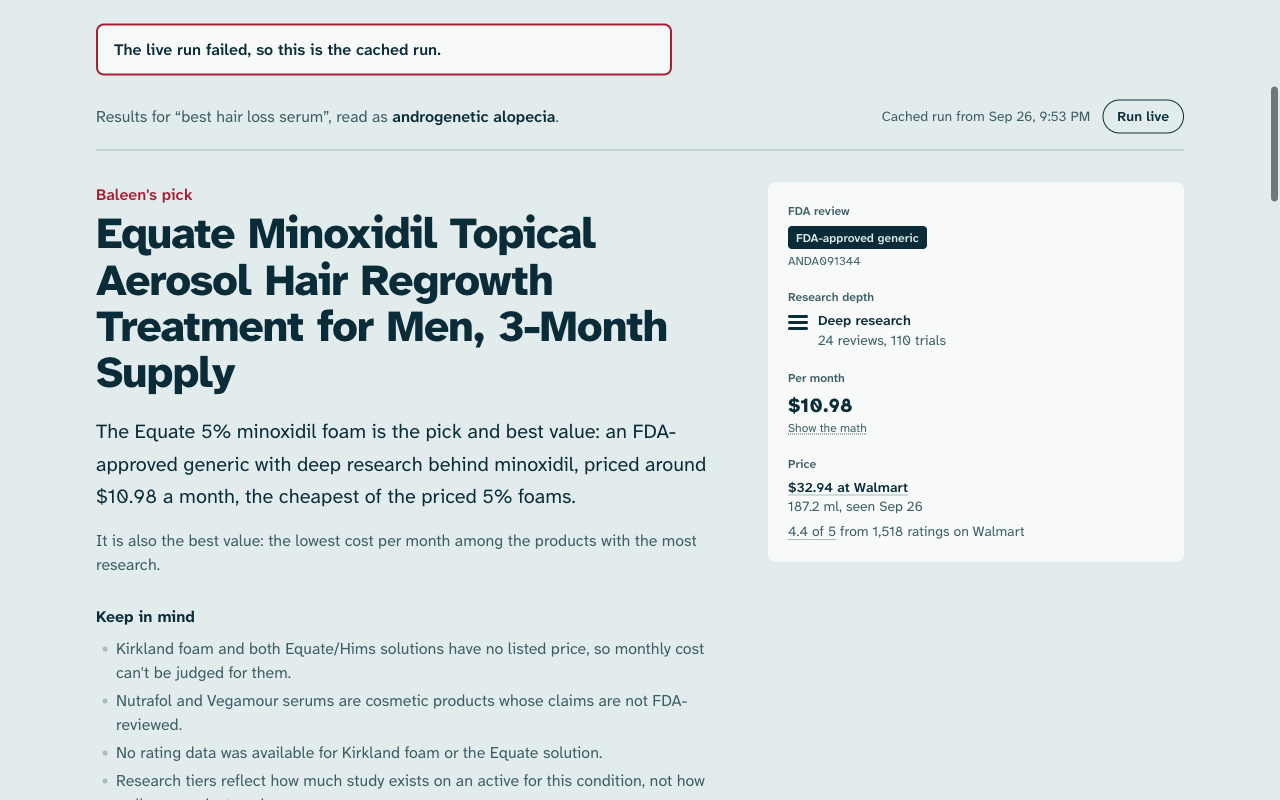 The live run failed, so this is the cached run.
Results for “best hair loss serum”, read as androgenetic alopecia.
Cached run from Sep 26, 9:53 PM
Run live
Baleen's pick
Equate Minoxidil Topical
Aerosol Hair Regrowth
Treatment for Men, 3-Month
Supply
The Equate 5% minoxidil foam is the pick and best value: an FDA-
approved generic with deep research behind minoxidil, priced around
$10.98 a month, the cheapest of the priced 5% foams.
It is also the best value: the lowest cost per month among the products with the most
research.
Keep in mind
Kirkland foam and both Equate/Hims solutions have no listed price, so monthly cost
can't be judged for them.
Nutrafol and Vegamour serums are cosmetic products whose claims are not FDA-
reviewed.
No rating data was available for Kirkland foam or the Equate solution.
Research tiers reflect how much study exists on an active for this condition, not how
FDA review
FDA-approved generic
ANDA091344
Research depth
Deep research
24 reviews, 110 trials
Per month
$10.98
Show the math
Price
$32.94 at Walmart
187.2 ml, seen Sep 26
4.4 of 5 from 1,518 ratings on Walmart